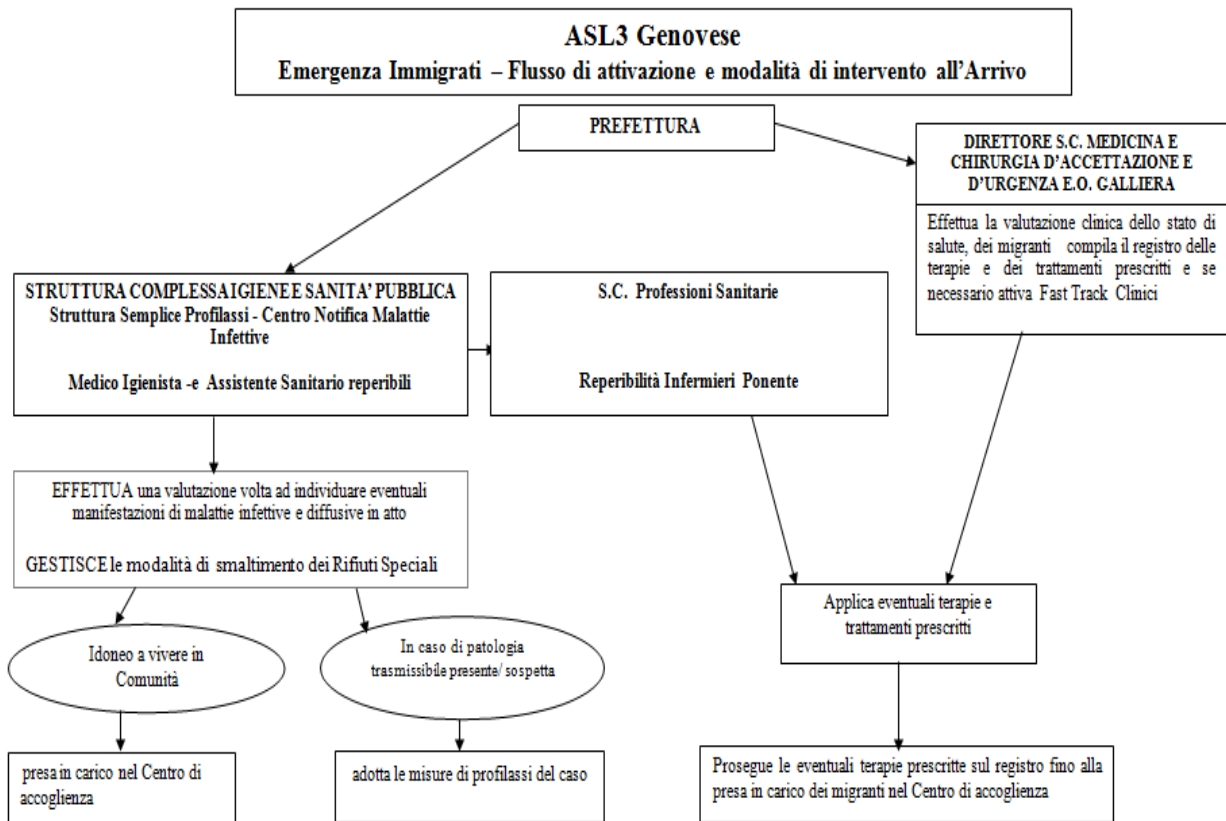 ASL3 Genovese
Emergenza Immigrati – Flusso di attivazione e modalità di intervento all'Arrivo
PREFETTURA
DIRETTORE S.C. MEDICINA E
CHIRURGIA D'ACCETTAZIONE E
D'URGENZA E.O. GALLIERA
Effettua la valutazione clinica dello stato di
salute, dei migranti compila il registro delle
terapie e dei trattamenti prescritti e se
necessario attiva Fast Track Clinici
STRUTTURA COMPLESSA IGIENE E SANITA' PUBBLICA
Struttura Semplice Profilassi - Centro Notifica Malattie
Infettive
Medico Igienista -e Assistente Sanitario reperibili
S.C. Professioni Sanitarie
Reperibilità Infermieri Ponente
EFFETTUA una valutazione volta ad individuare eventuali
manifestazioni di malattie infettive e diffusive in atto
GESTISCE le modalità di smaltimento dei Rifiuti Speciali
Idoneo a vivere in
Comunità
In caso di patologia
trasmissibile presente/ sospetta
Applica eventuali terapie e
trattamenti prescritti
presa in carico nel Centro di
accoglienza
adotta le misure di profilassi del caso
Prosegue le eventuali terapie prescritte sul registro fino alla
presa in carico dei migranti nel Centro di accoglienza